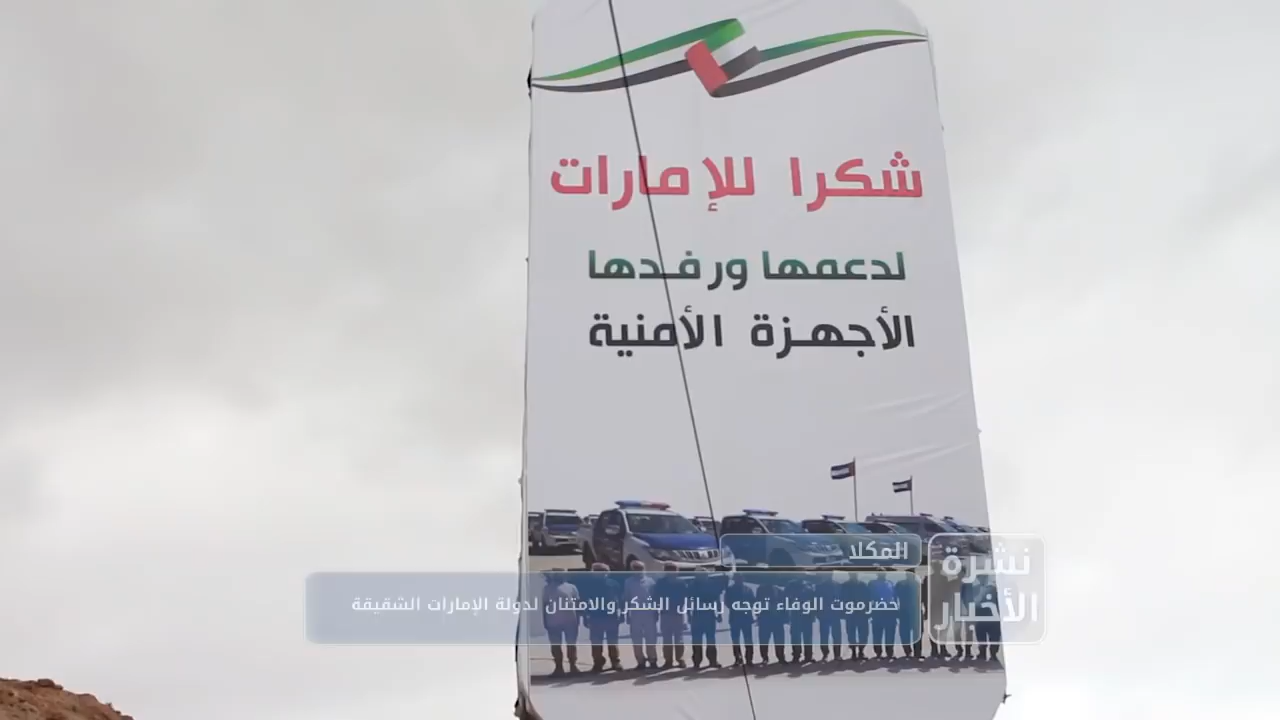 شكرا للإمارات
لدعمها ورفدها
الأجهزة الأمنية
المكلا
حضرموت الوفاء توجه رسائل الشكر والامتنان لدولة الإمارات الشقيقة
نشرة
الأخبار